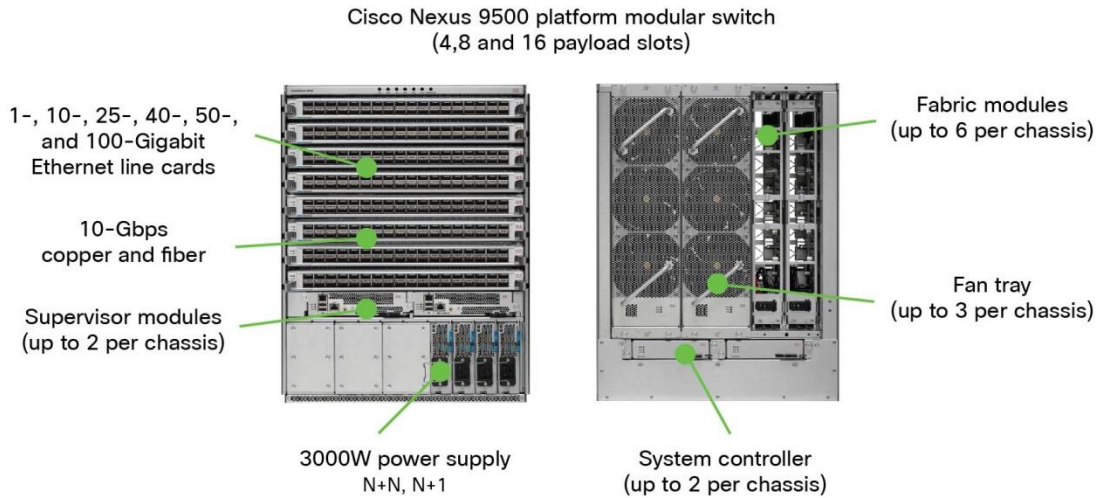 Cisco Nexus 9500 platform modular switch
(4,8 and 16 payload slots)
1-, 10-, 25-, 40-, 50-,
and 100-Gigabit
Ethernet line cards
10-Gbps
copper and fiber
Supervisor modules
(up to 2 per chassis)
3000W power supply
N+N, N+1
Fabric modules
(up to 6 per chassis)
Fan tray
(up to 3 per chassis)
System controller
(up to 2 per chassis)